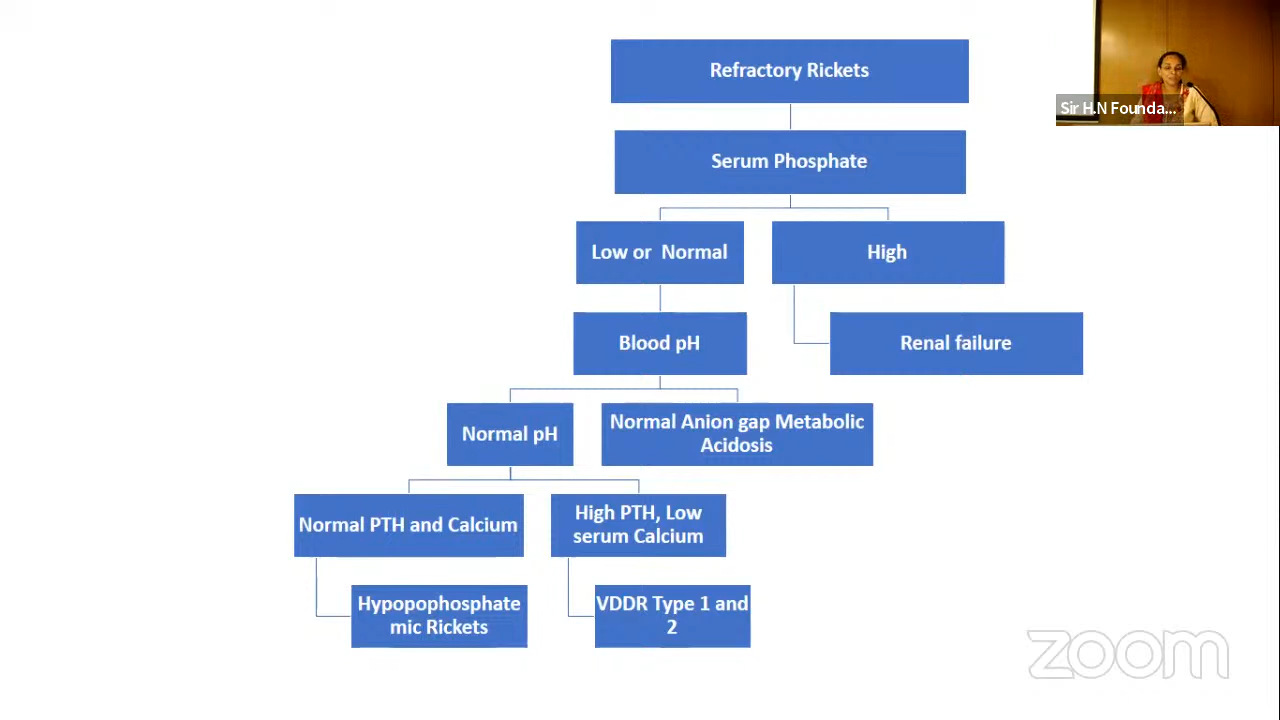 Refractory Rickets
Sir H.N Founda...
Serum Phosphate
Low or Normal
High
Blood pH
Renal failure
Normal pH
Normal Anion gap Metabolic
Acidosis
Normal PTH and Calcium
High PTH, Low
serum Calcium
Hypopophosphate
mic Rickets
VDDR Type 1 and
2
zoom